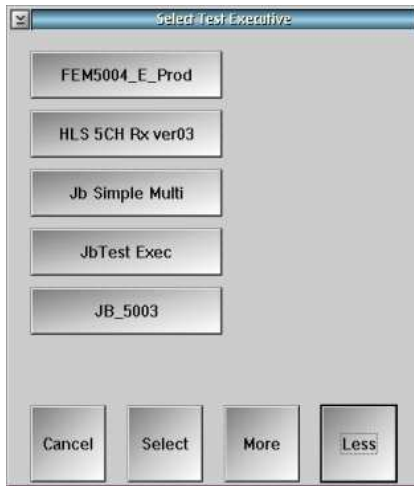 Select Test Executive
FEM5004_E_Prod
HLS 5CH Rx ver03
Jb Simple Multi
JbTest Exec
JB_5003
Cancel Select More Less